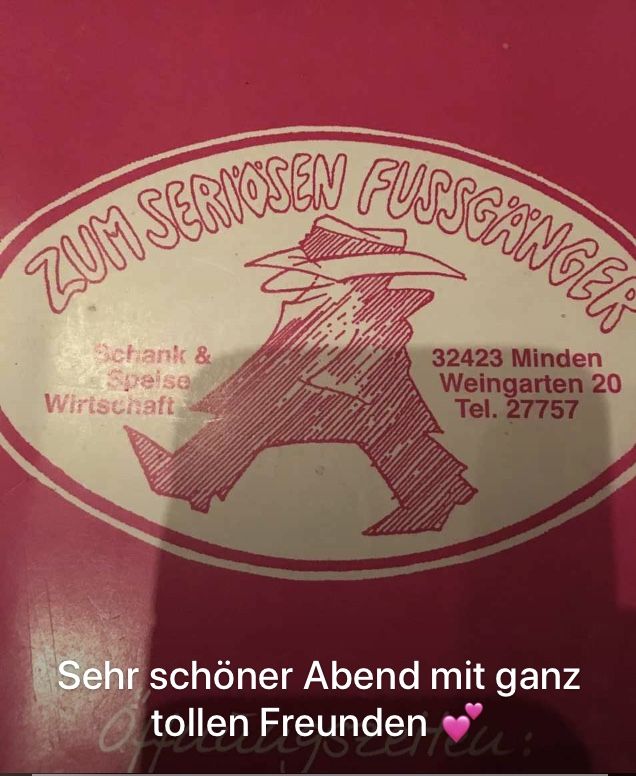 ZUM SERIÖSEN FUSSGÄNGER
Schank &
Speise
Wirtschaft
32423 Minden
Weingarten 20
Tel. 27757
Sehr schöner Abend mit ganz
tollen Freunden 💕
Öffnungszeiten: